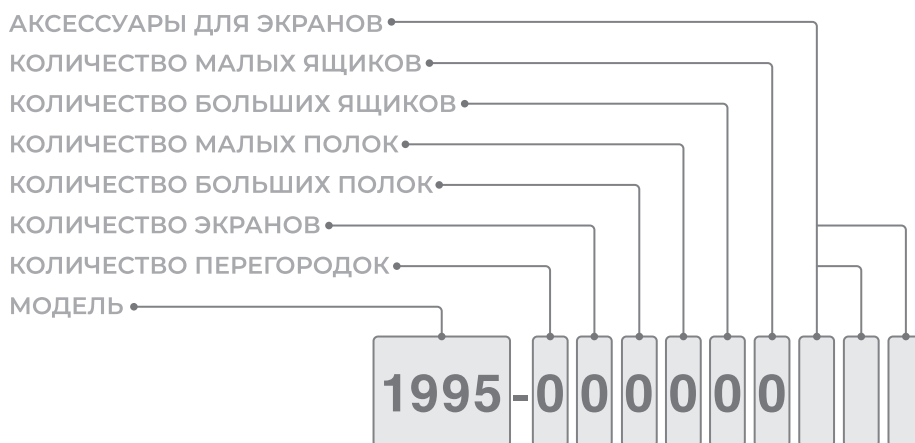 АКСЕССУАРЫ ДЛЯ ЭКРАНОВ
КОЛИЧЕСТВО МАЛЫХ ЯЩИКОВ
КОЛИЧЕСТВО БОЛЬШИХ ЯЩИКОВ
КОЛИЧЕСТВО МАЛЫХ ПОЛОК
КОЛИЧЕСТВО БОЛЬШИХ ПОЛОК
КОЛИЧЕСТВО ЭКРАНОВ
КОЛИЧЕСТВО ПЕРЕГОРОДОК
МОДЕЛЬ
1995-000000